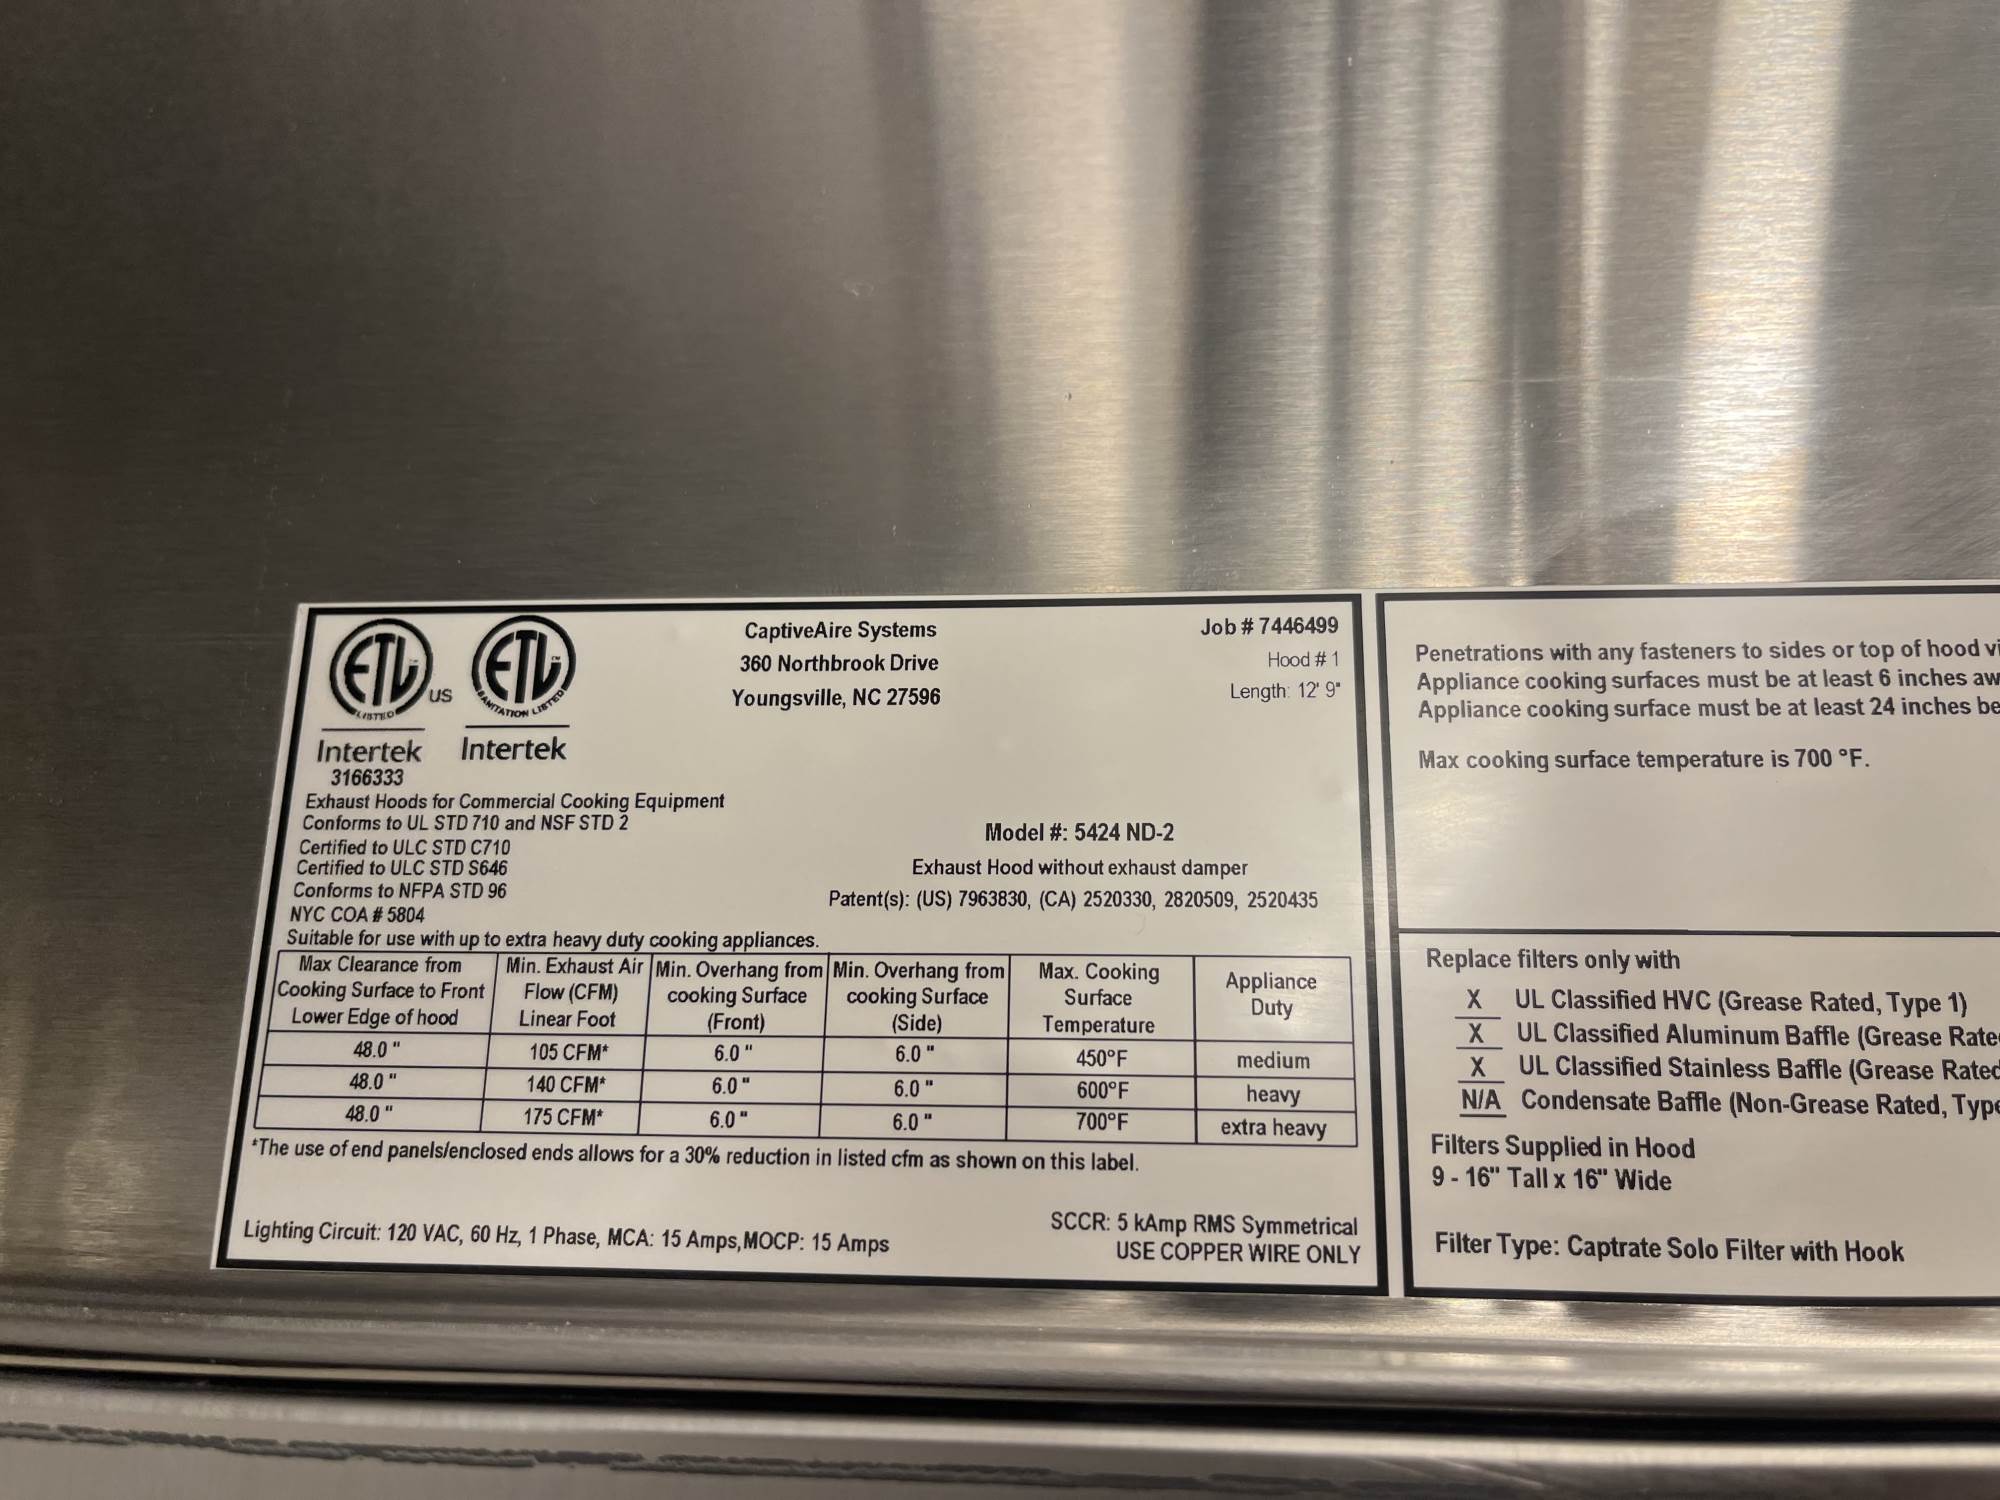 ETL
LISTED
US
Intertek
3166333
ETL
SANITATION LISTED
Intertek
CaptiveAire Systems
360 Northbrook Drive
Youngsville, NC 27596
Job # 7446499
Hood # 1
Length: 12' 9"
Exhaust Hoods for Commercial Cooking Equipment
Conforms to UL STD 710 and NSF STD 2
Certified to ULC STD C710
Certified to ULC STD S646
Conforms to NFPA STD 96
NYC COA # 5804
Model #: 5424 ND-2
Exhaust Hood without exhaust damper
Patent(s): (US) 7963830, (CA) 2520330, 2820509, 2520435
Suitable for use with up to extra heavy duty cooking appliances.
Max Clearance from Cooking Surface to Front Lower Edge of hood | Min. Exhaust Air Flow (CFM) Linear Foot | Min. Overhang from cooking Surface (Front) | Min. Overhang from cooking Surface (Side) | Max. Cooking Surface Temperature | Appliance Duty
48.0 " | 105 CFM* | 6.0 " | 6.0 " | 450°F | medium
48.0 " | 140 CFM* | 6.0 " | 6.0 " | 600°F | heavy
48.0 " | 175 CFM* | 6.0 " | 6.0 " | 700°F | extra heavy
*The use of end panels/enclosed ends allows for a 30% reduction in listed cfm as shown on this label.
Lighting Circuit: 120 VAC, 60 Hz, 1 Phase, MCA: 15 Amps,MOCP: 15 Amps
SCCR: 5 kAmp RMS Symmetrical
USE COPPER WIRE ONLY
Penetrations with any fasteners to sides or top of hood
Appliance cooking surfaces must be at least 6 inches
Appliance cooking surface must be at least 24 inches
Max cooking surface temperature is 700 °F.
Replace filters only with
X UL Classified HVC (Grease Rated, Type 1)
X UL Classified Aluminum Baffle (Grease
X UL Classified Stainless Baffle (Grease
N/A Condensate Baffle (Non-Grease Rated,
Filters Supplied in Hood
9 - 16" Tall x 16" Wide
Filter Type: Captrate Solo Filter with Hook